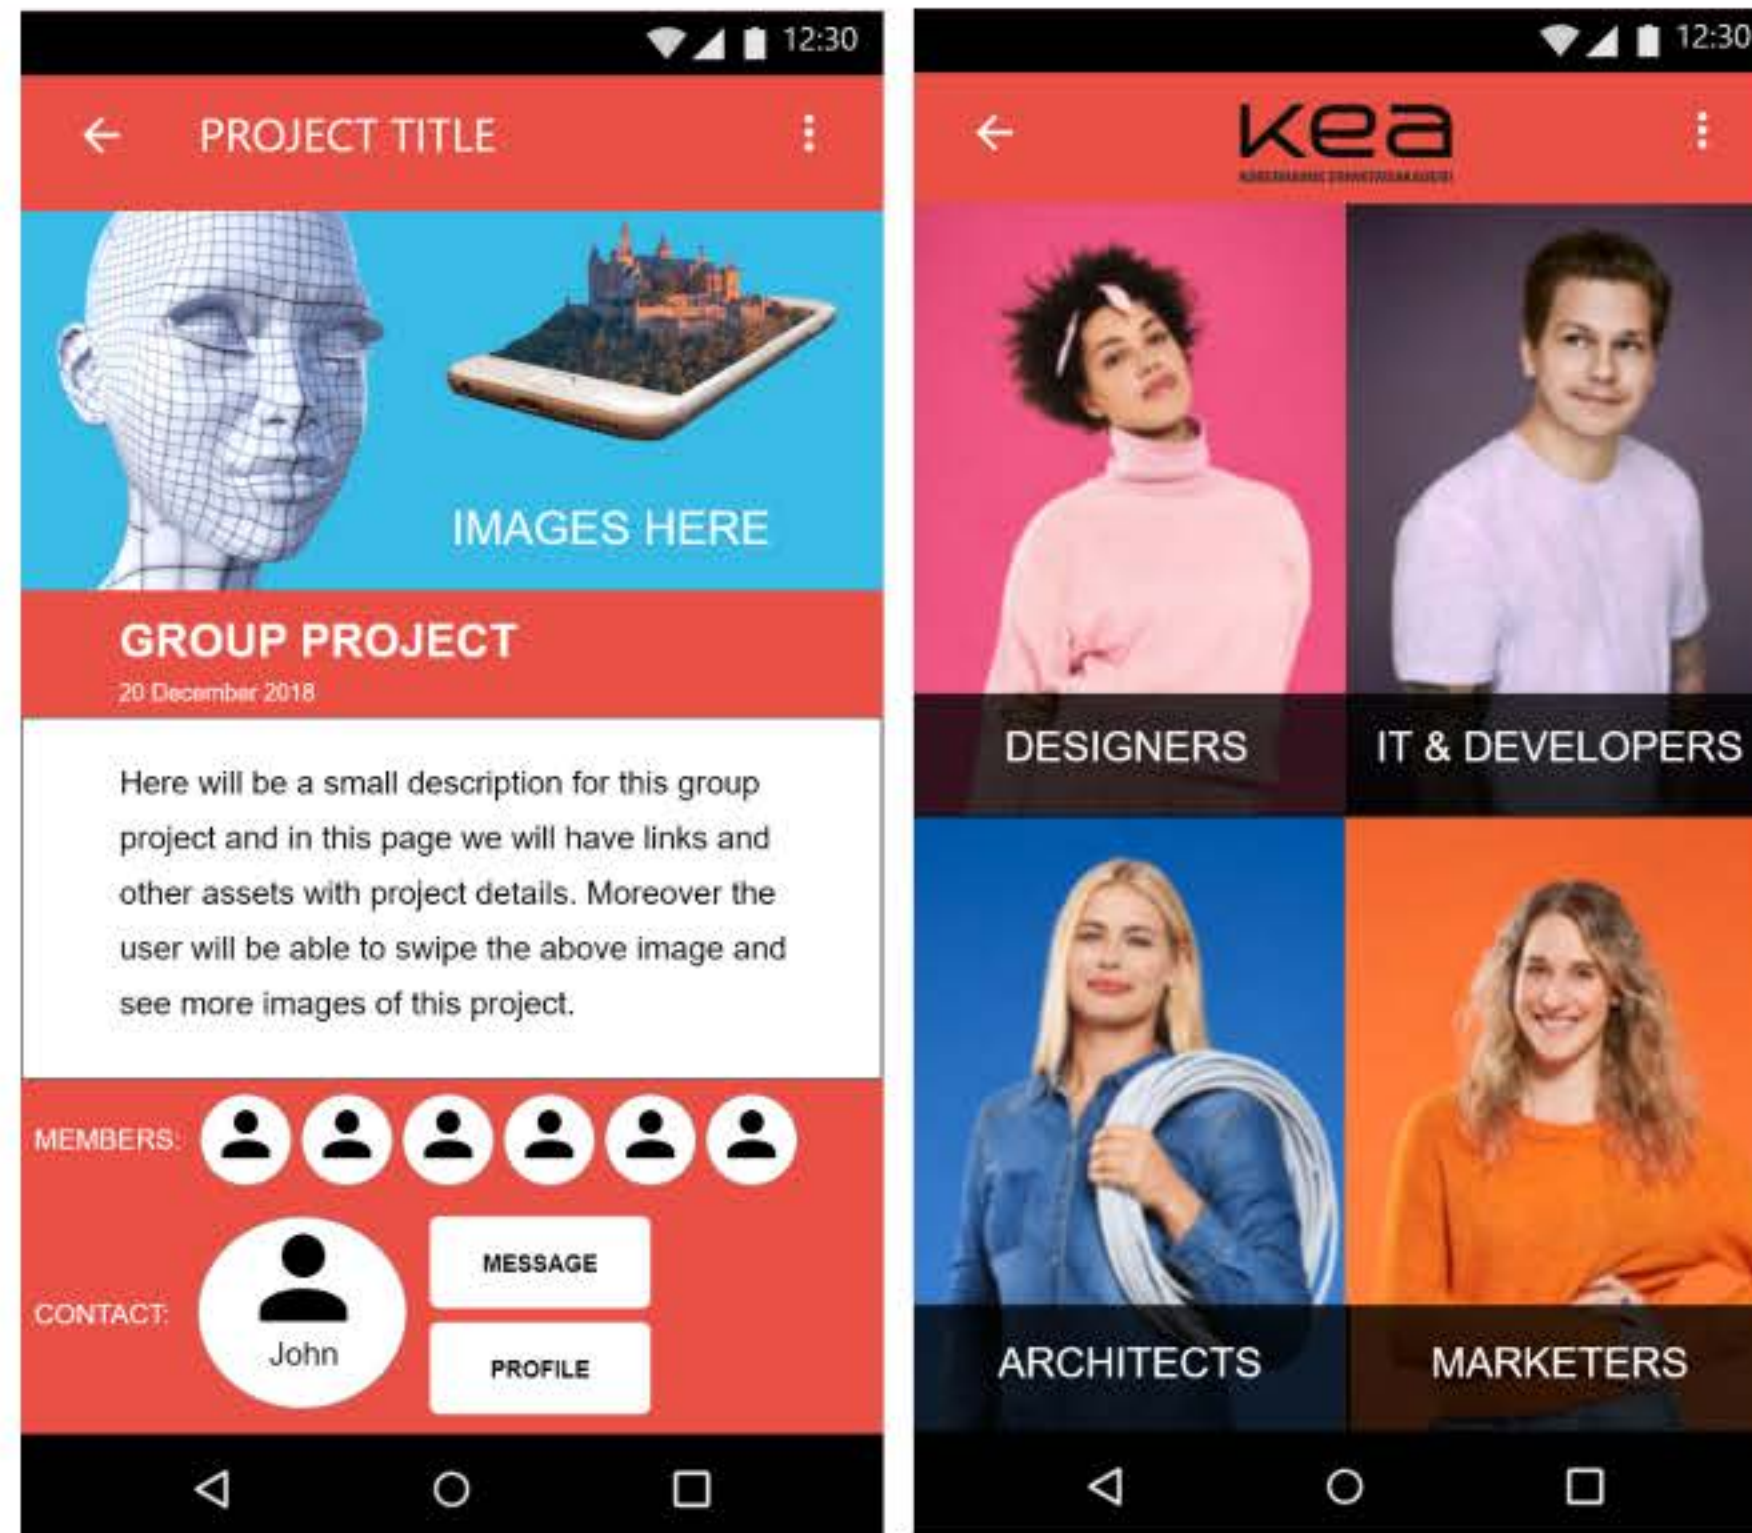 12:30
PROJECT TITLE
IMAGES HERE
GROUP PROJECT
20 December 2018
Here will be a small description for this group
project and in this page we will have links and
other assets with project details. Moreover the
user will be able to swipe the above image and
see more images of this project.
MEMBERS:
CONTACT:
John
MESSAGE
PROFILE
12:30
kea
DESIGNERS
IT & DEVELOPERS
ARCHITECTS
MARKETERS